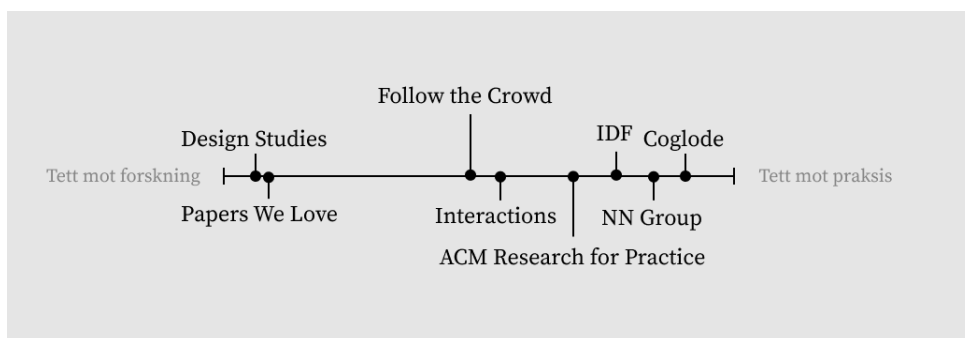 Follow the Crowd
Design Studies
IDF
Coglode
Tett mot forskning
Tett mot praksis
Papers We Love
Interactions
NN Group
ACM Research for Practice